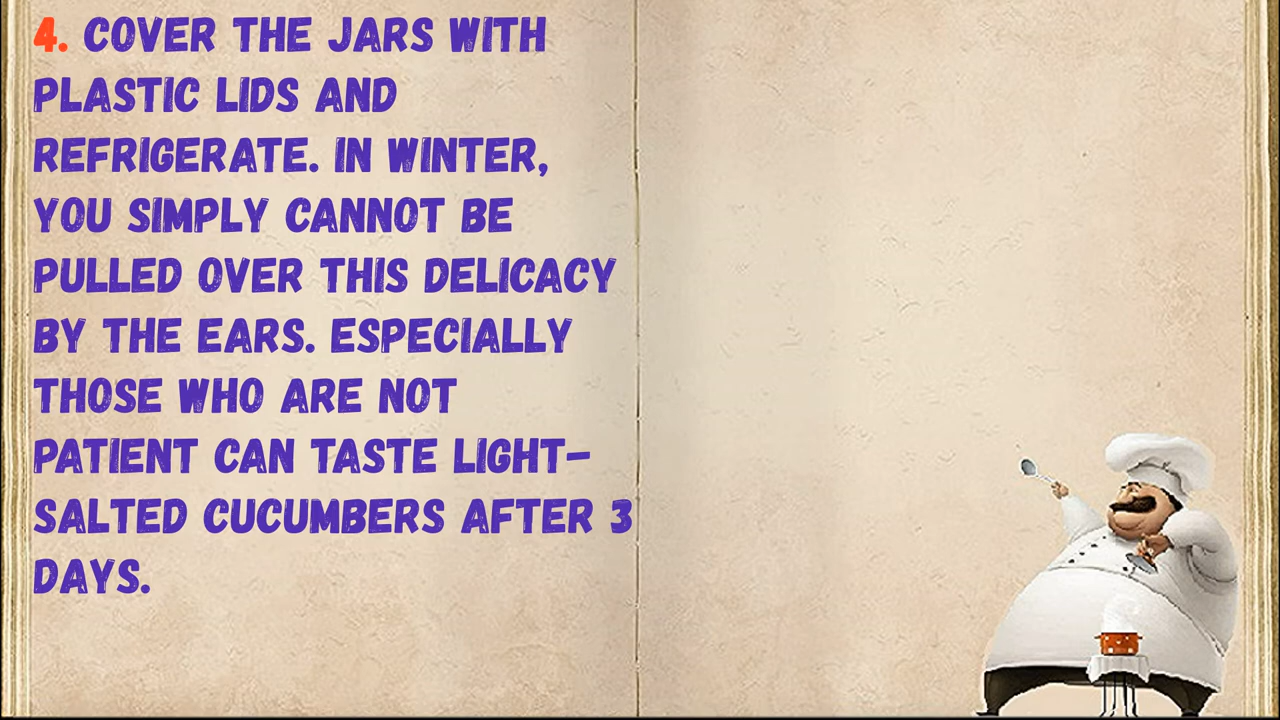 4. COVER THE JARS WITH
PLASTIC LIDS AND
REFRIGERATE. IN WINTER,
YOU SIMPLY CANNOT BE
PULLED OVER THIS DELICACY
BY THE EARS. ESPECIALLY
THOSE WHO ARE NOT
PATIENT CAN TASTE LIGHT-
SALTED CUCUMBERS AFTER 3
DAYS.